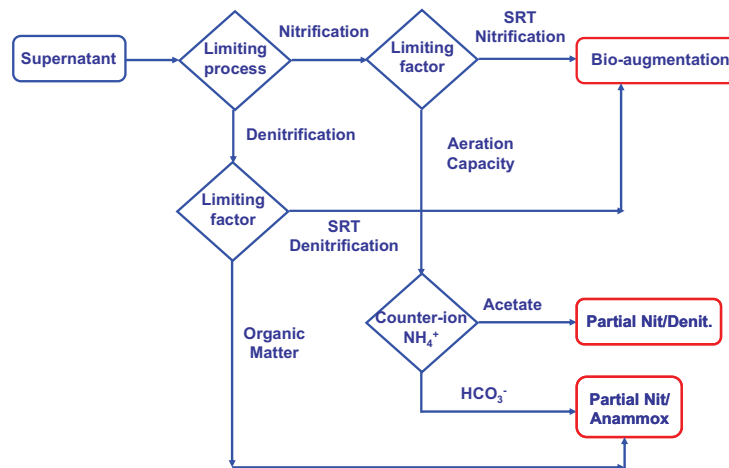 SRT
Nitrification
Nitrification
Supernatant
Limiting
process
Limiting
factor
Bio-augmentation
Denitrification
Aeration
Capacity
Limiting
factor
SRT
Denitrification
Counter-ion
NH₄⁺
Acetate
Partial Nit/Denit.
Organic
Matter
HCO₃⁻
Partial Nit/
Anammox